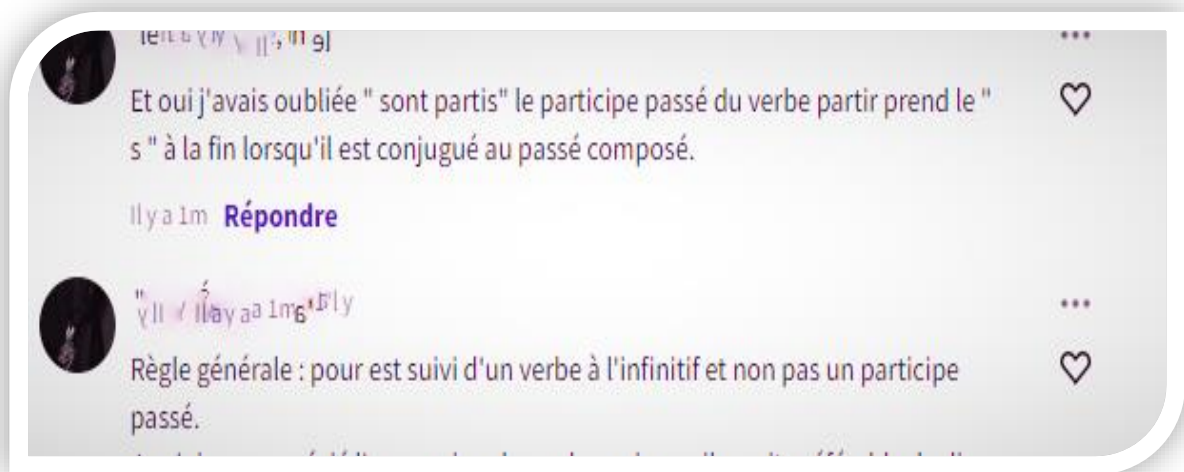 Et oui j'avais oubliée " sont partis" le participe passé du verbe partir prend le "
s " à la fin lorsqu'il est conjugué au passé composé.
Il y a 1m Répondre
Règle générale : pour est suivi d'un verbe à l'infinitif et non pas un participe
passé.